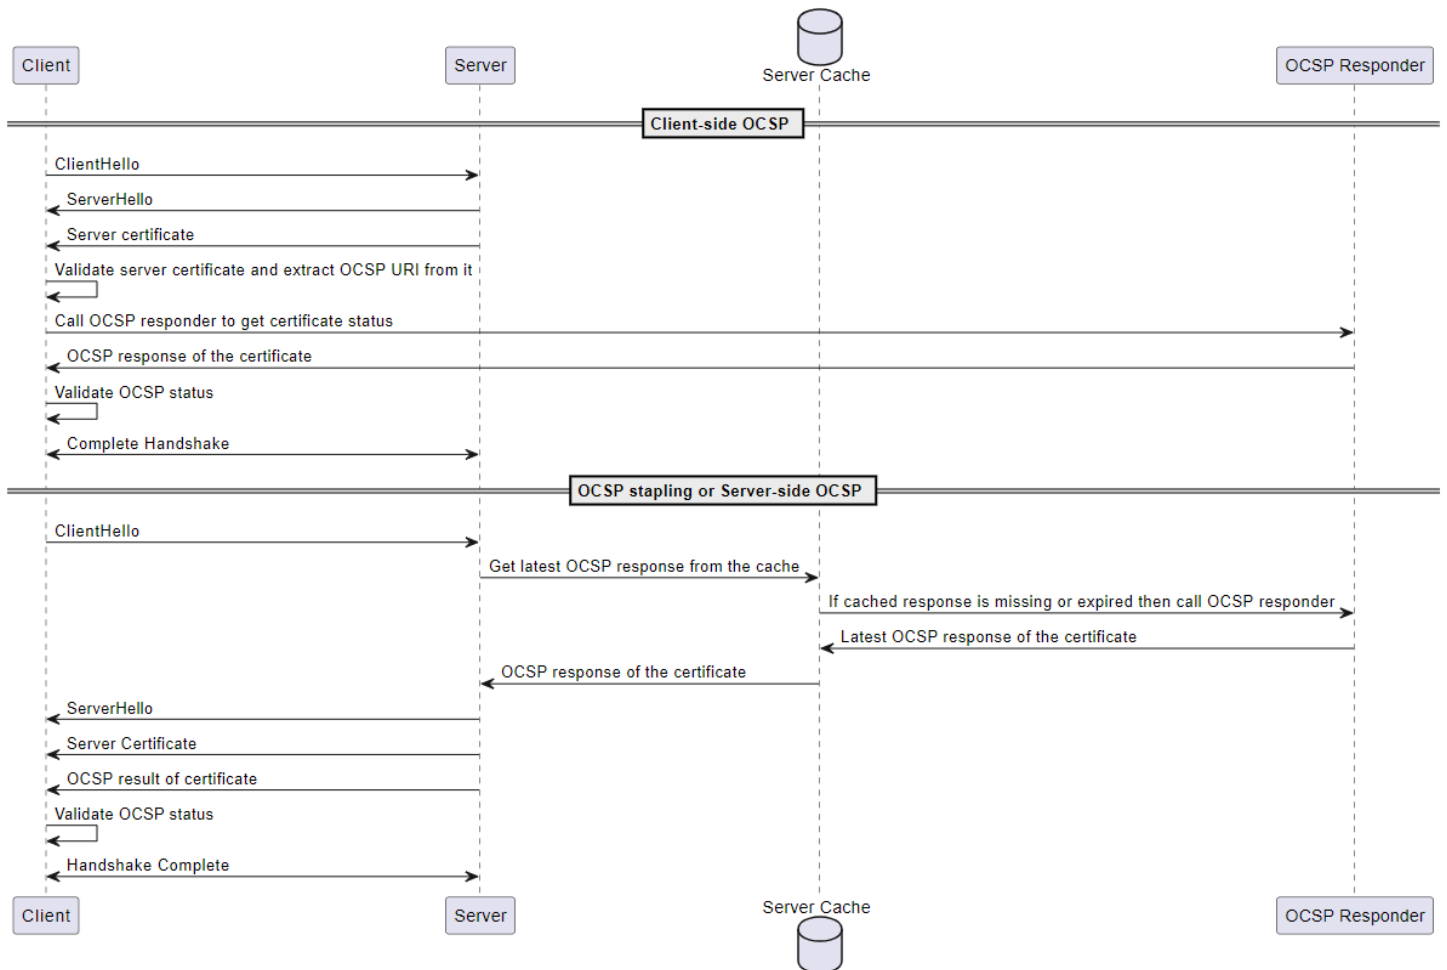 Client
Server
Server Cache
OCSP Responder
Client-side OCSP
ClientHello
ServerHello
Server certificate
Validate server certificate and extract OCSP URI from it
Call OCSP responder to get certificate status
OCSP response of the certificate
Validate OCSP status
Complete Handshake
OCSP stapling or Server-side OCSP
ClientHello
Get latest OCSP response from the cache
If cached response is missing or expired then call OCSP responder
Latest OCSP response of the certificate
OCSP response of the certificate
ServerHello
Server Certificate
OCSP result of certificate
Validate OCSP status
Handshake Complete
Client
Server
Server Cache
OCSP Responder